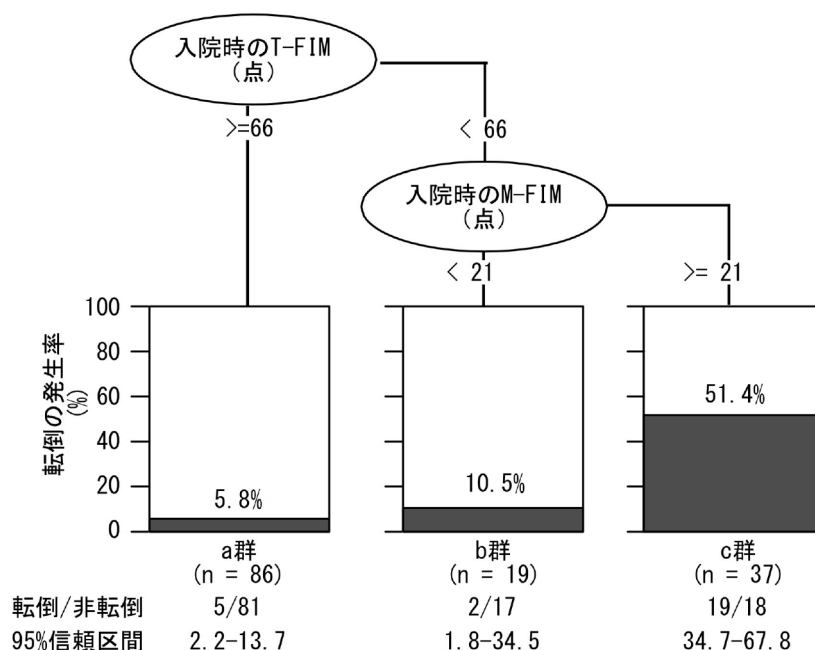 入院時のT-FIM
(点)
>=66
< 66
入院時のM-FIM
(点)
< 21
>= 21
転倒の発生率
(%)
100
80
60
40
20
0
5.8%
10.5%
51.4%
a群
(n = 86)
b群
(n = 19)
c群
(n = 37)
転倒/非転倒 5/81 2/17 19/18
95%信頼区間 2.2-13.7 1.8-34.5 34.7-67.8